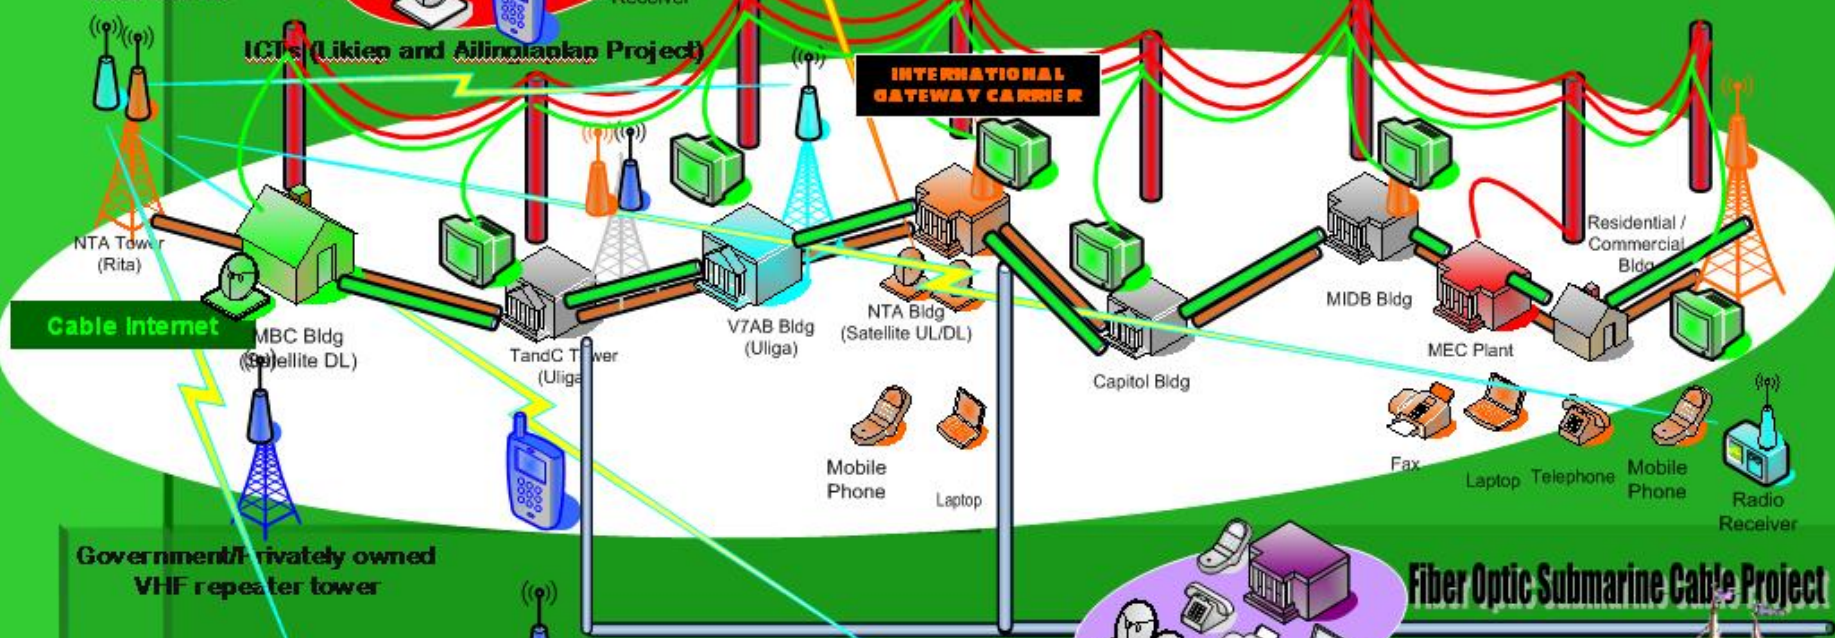 Receiver
ICTs (Likiep and Ailinglaplap Project)
INTERNATIONAL
GATEWAY CARRIER
NTA Tower
(Rita)
Residential /
Commercial
Bldg
Cable Internet
MBC Bldg
(Satellite DL)
TandC Tower
(Uliga
V7AB Bldg
(Uliga)
NTA Bldg
(Satellite UL/DL)
Capitol Bldg
MIDB Bldg
MEC Plant
Mobile
Phone
Laptop
Fax
Laptop
Telephone
Mobile
Phone
Radio
Receiver
Government/Privately owned
VHF repeater tower
Fiber Optic Submarine Cable Project